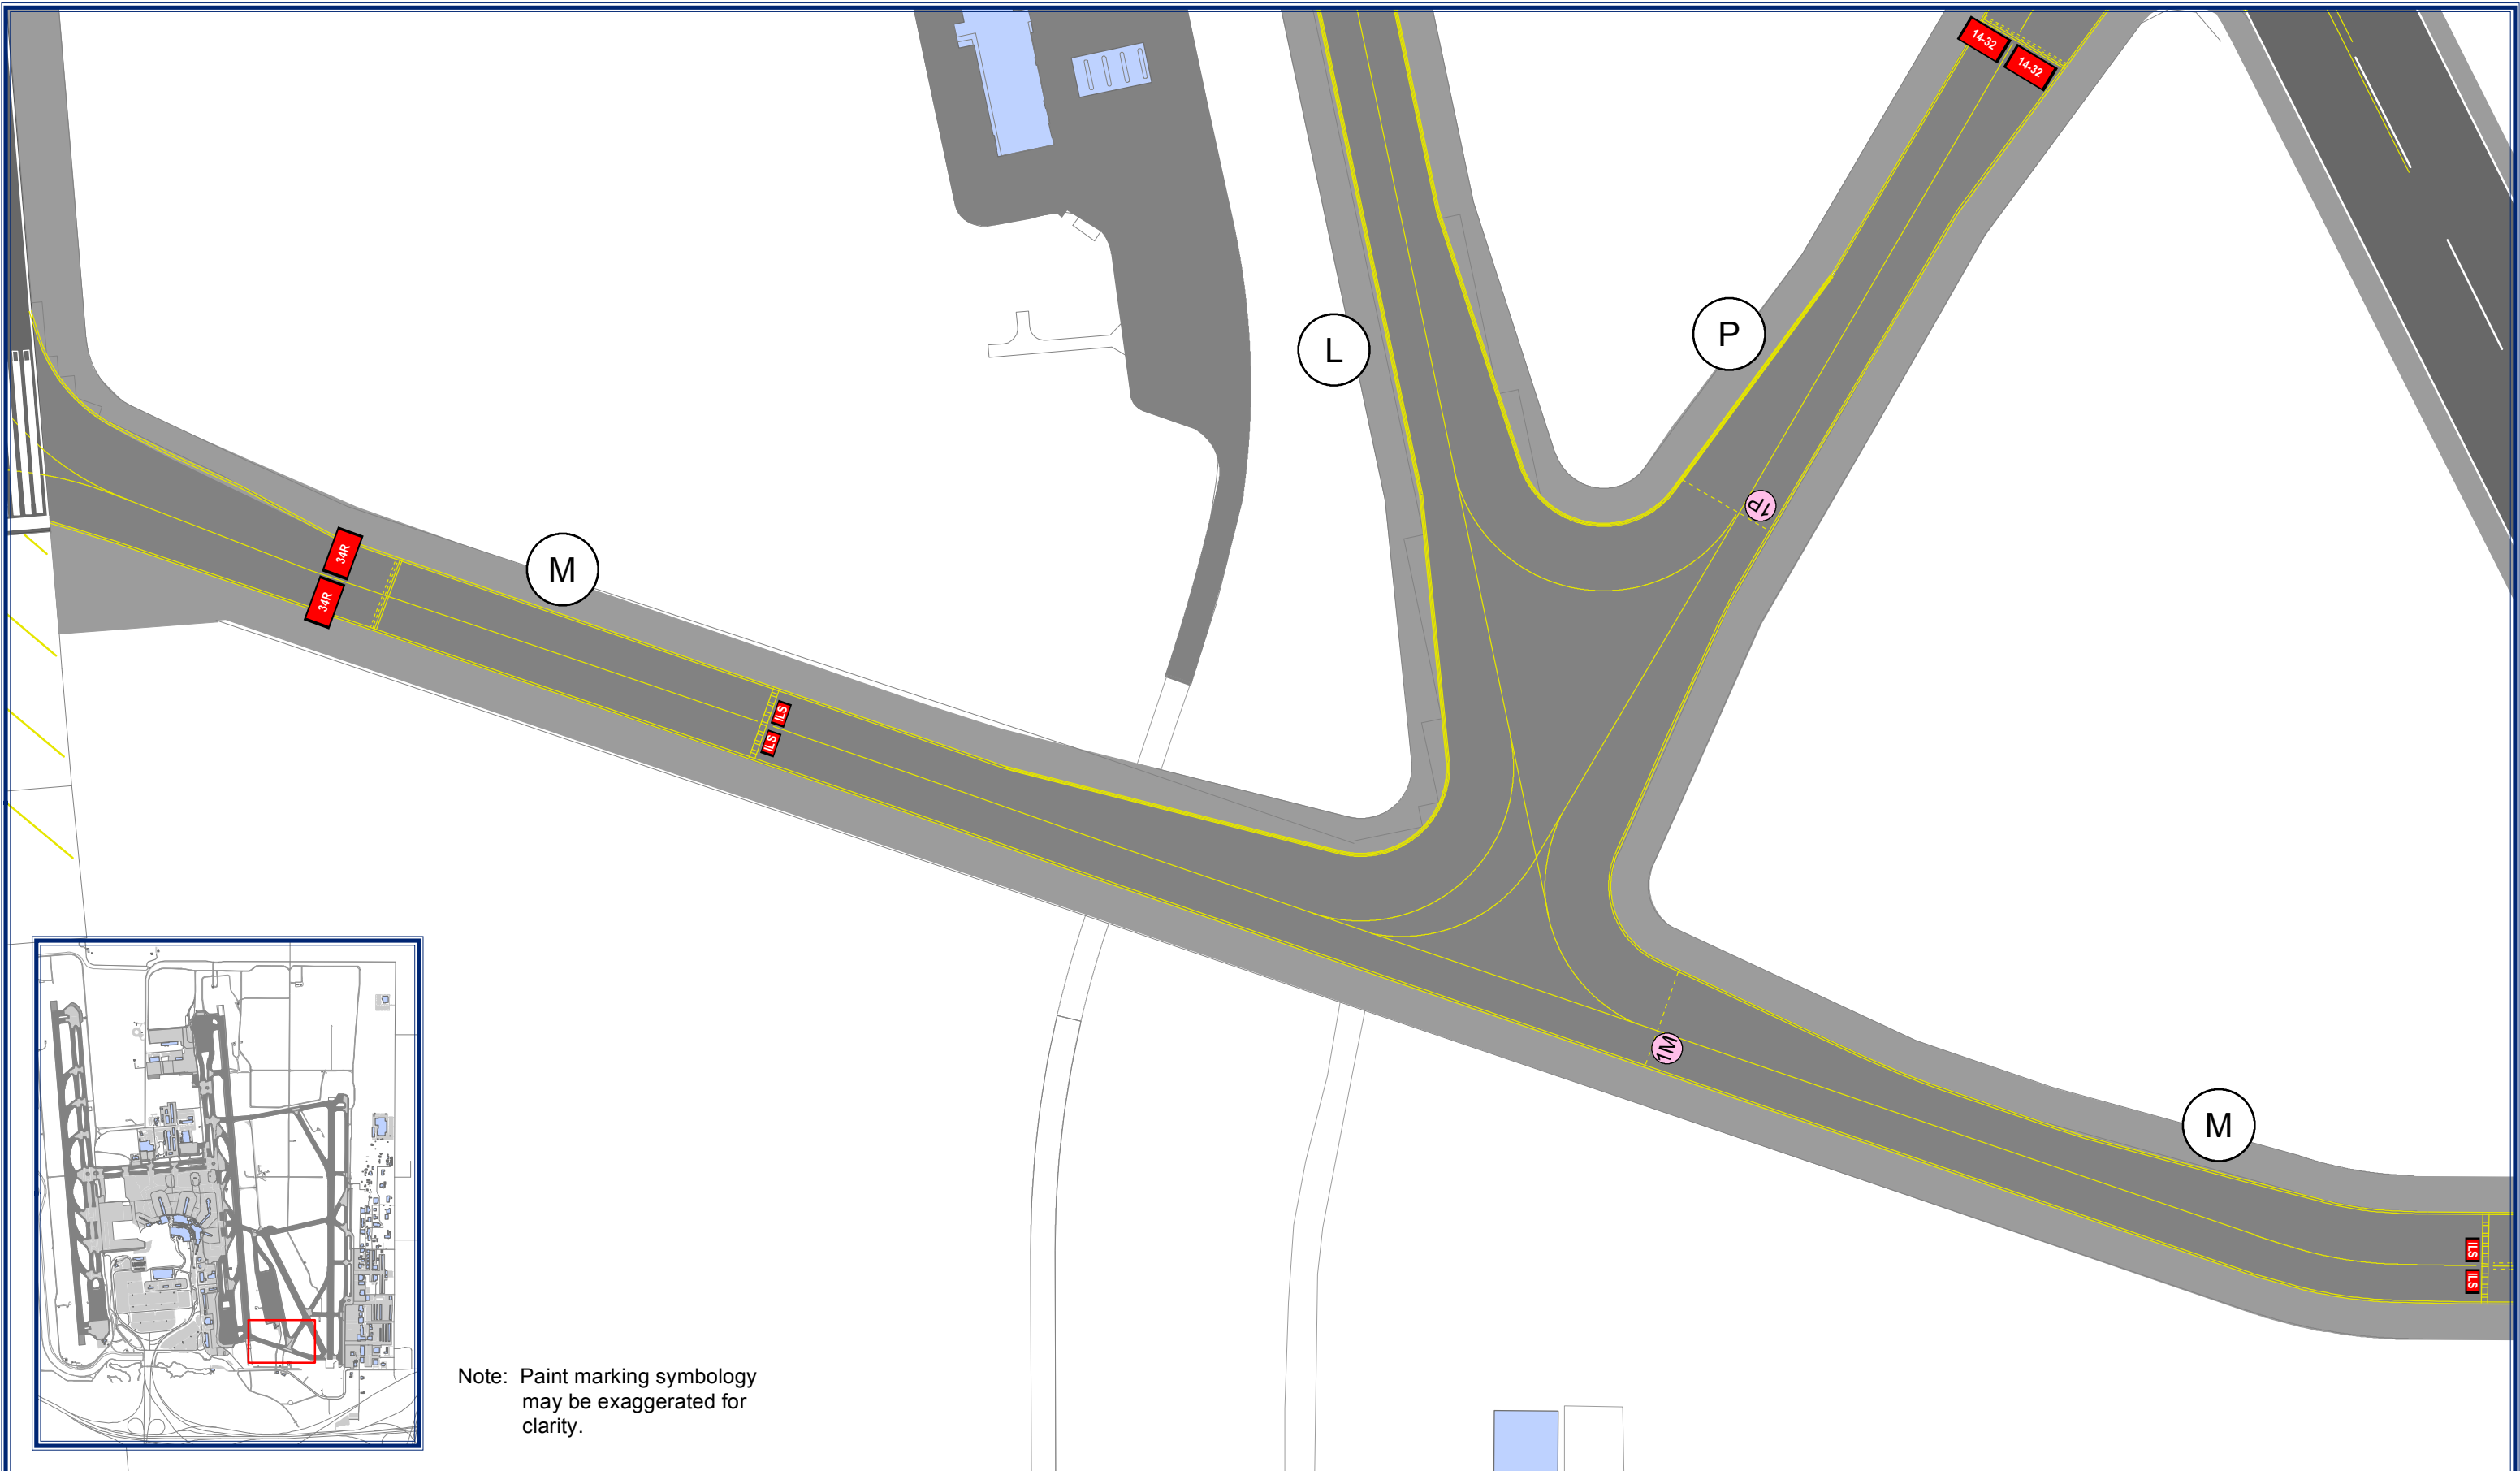 14-32
14-32
L
P
1P
34R
34R
M
ILS
ILS
1M
M
ILS
ILS
Note: Paint marking symbology
may be exaggerated for
clarity.